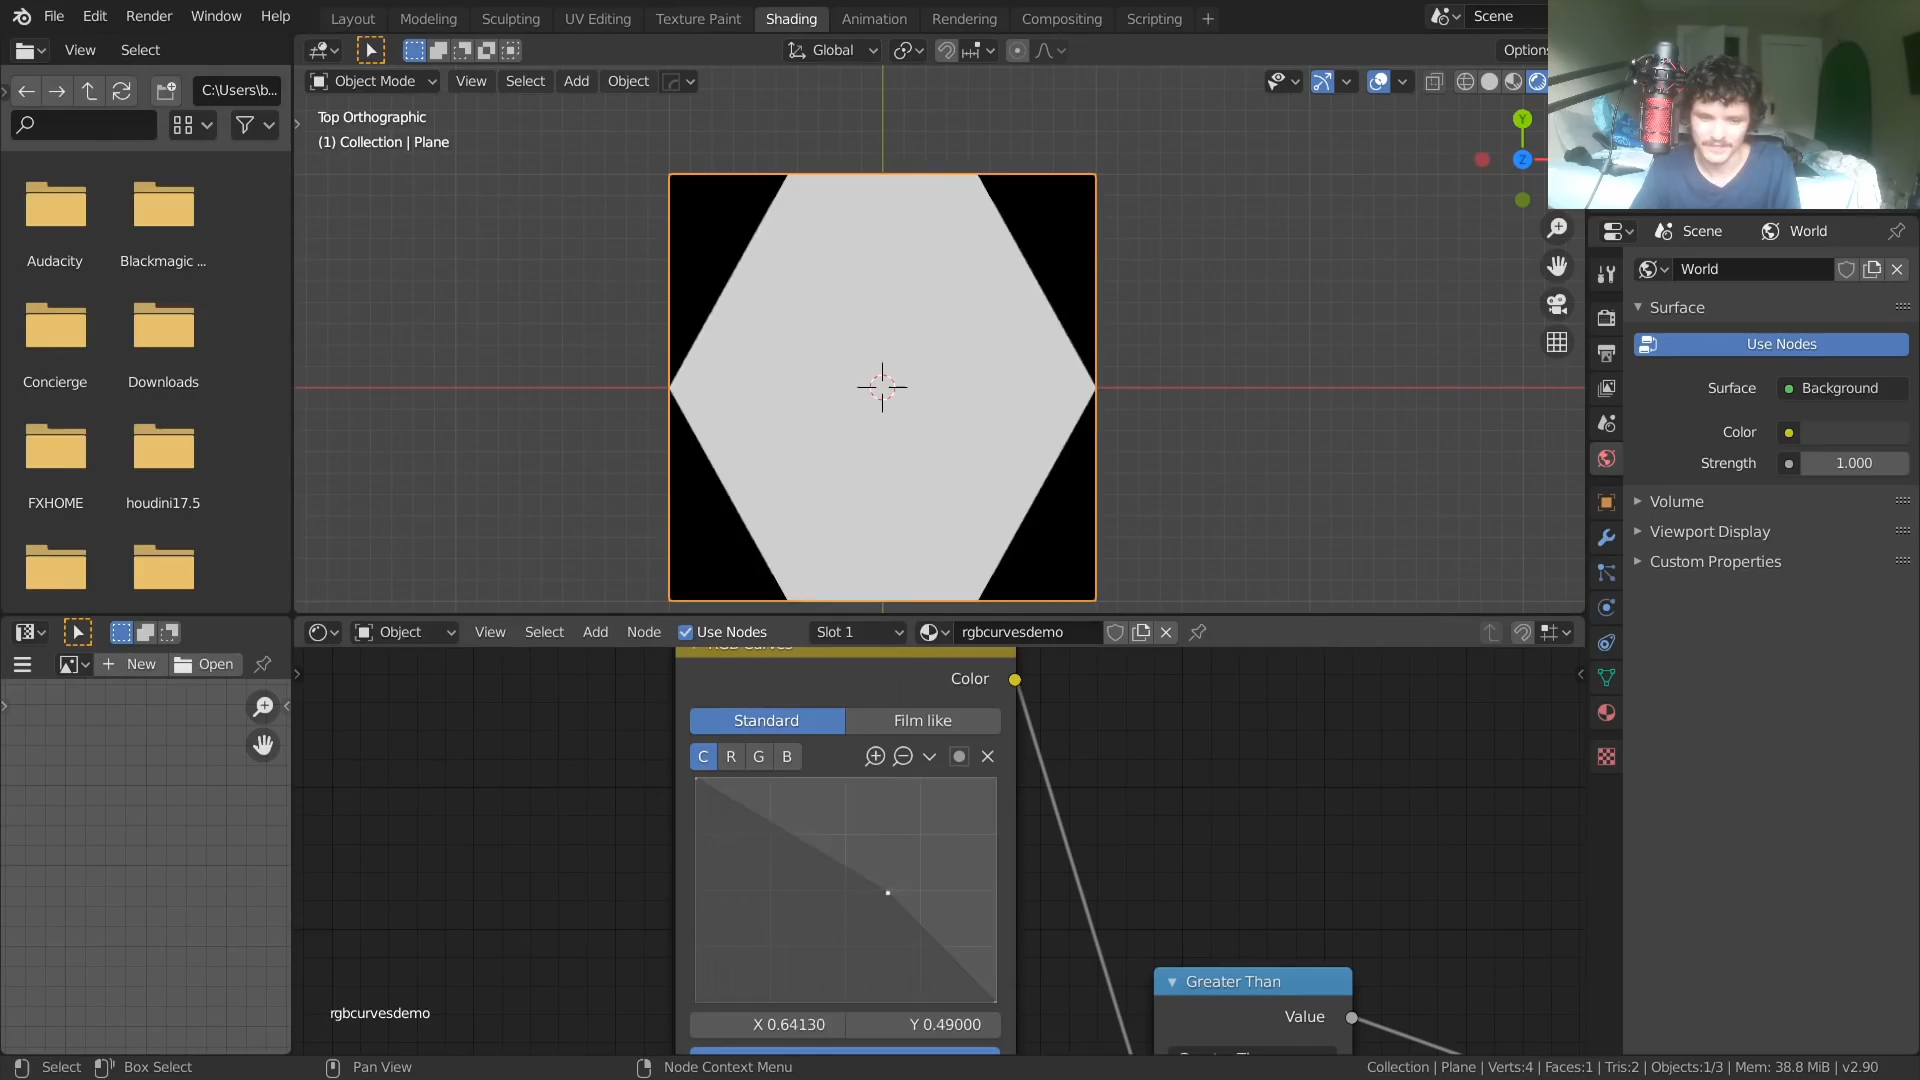 File Edit Render Window Help
Layout Modeling Sculpting UV Editing Texture Paint Shading Animation Rendering Compositing Scripting +
Scene
View Select
Global
Options
Object Mode View Select Add Object
C:\Users\b...
Top Orthographic
(1) Collection | Plane
Y
Z
Audacity Blackmagic ...
Concierge Downloads
FXHOME houdini17.5
Scene World
World
Surface
Use Nodes
Surface Background
Color
Strength 1.000
Volume
Viewport Display
Custom Properties
Object View Select Add Node Use Nodes Slot 1 rgbcurvesdemo
+ New Open
RGB Curves
Color
Standard Film like
C R G B
X 0.64130 Y 0.49000
Greater Than
Value
rgbcurvesdemo
Select Box Select Pan View Node Context Menu
Collection | Plane | Verts:4 | Faces:1 | Tris:2 | Objects:1/3 | Mem: 38.8 MiB | v2.90